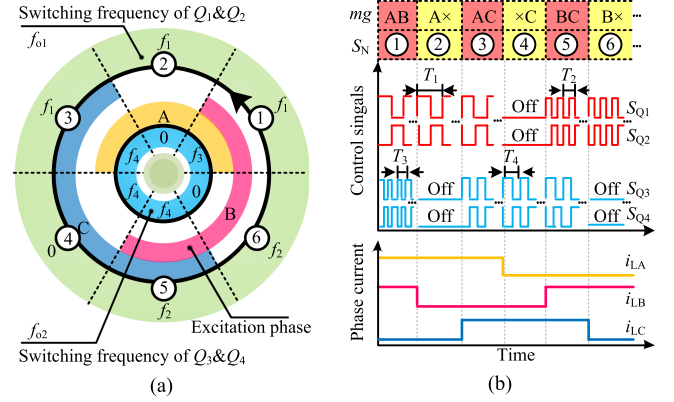 Switching frequency of Q1&Q2
fo1
f1
2
f1
3
1
f1
A
0
f4
f3
f4
0
f4
B
C
4
0
6
f2
5
f2
Excitation phase
fo2
Switching frequency of Q3&Q4
(a)
mg AB A× AC ×C BC B× ...
SN 1 2 3 4 5 6 ...
Control singals
T1
T2
... ... Off ... SQ1
... ... Off ... SQ2
T3
T4
... Off ... ... ... Off SQ3
... Off ... ... ... Off SQ4
Phase current
iLA
iLB
iLC
Time
(b)